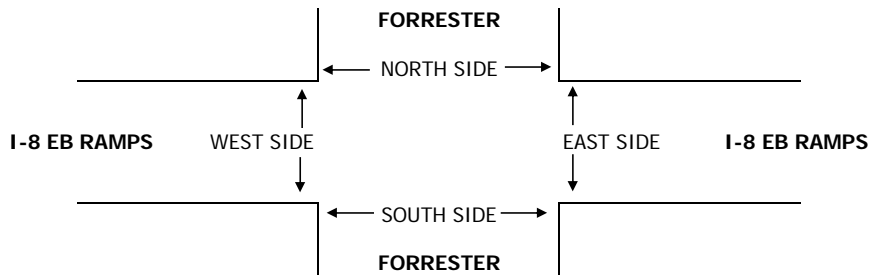 FORRESTER
NORTH SIDE
I-8 EB RAMPS WEST SIDE EAST SIDE I-8 EB RAMPS
SOUTH SIDE
FORRESTER